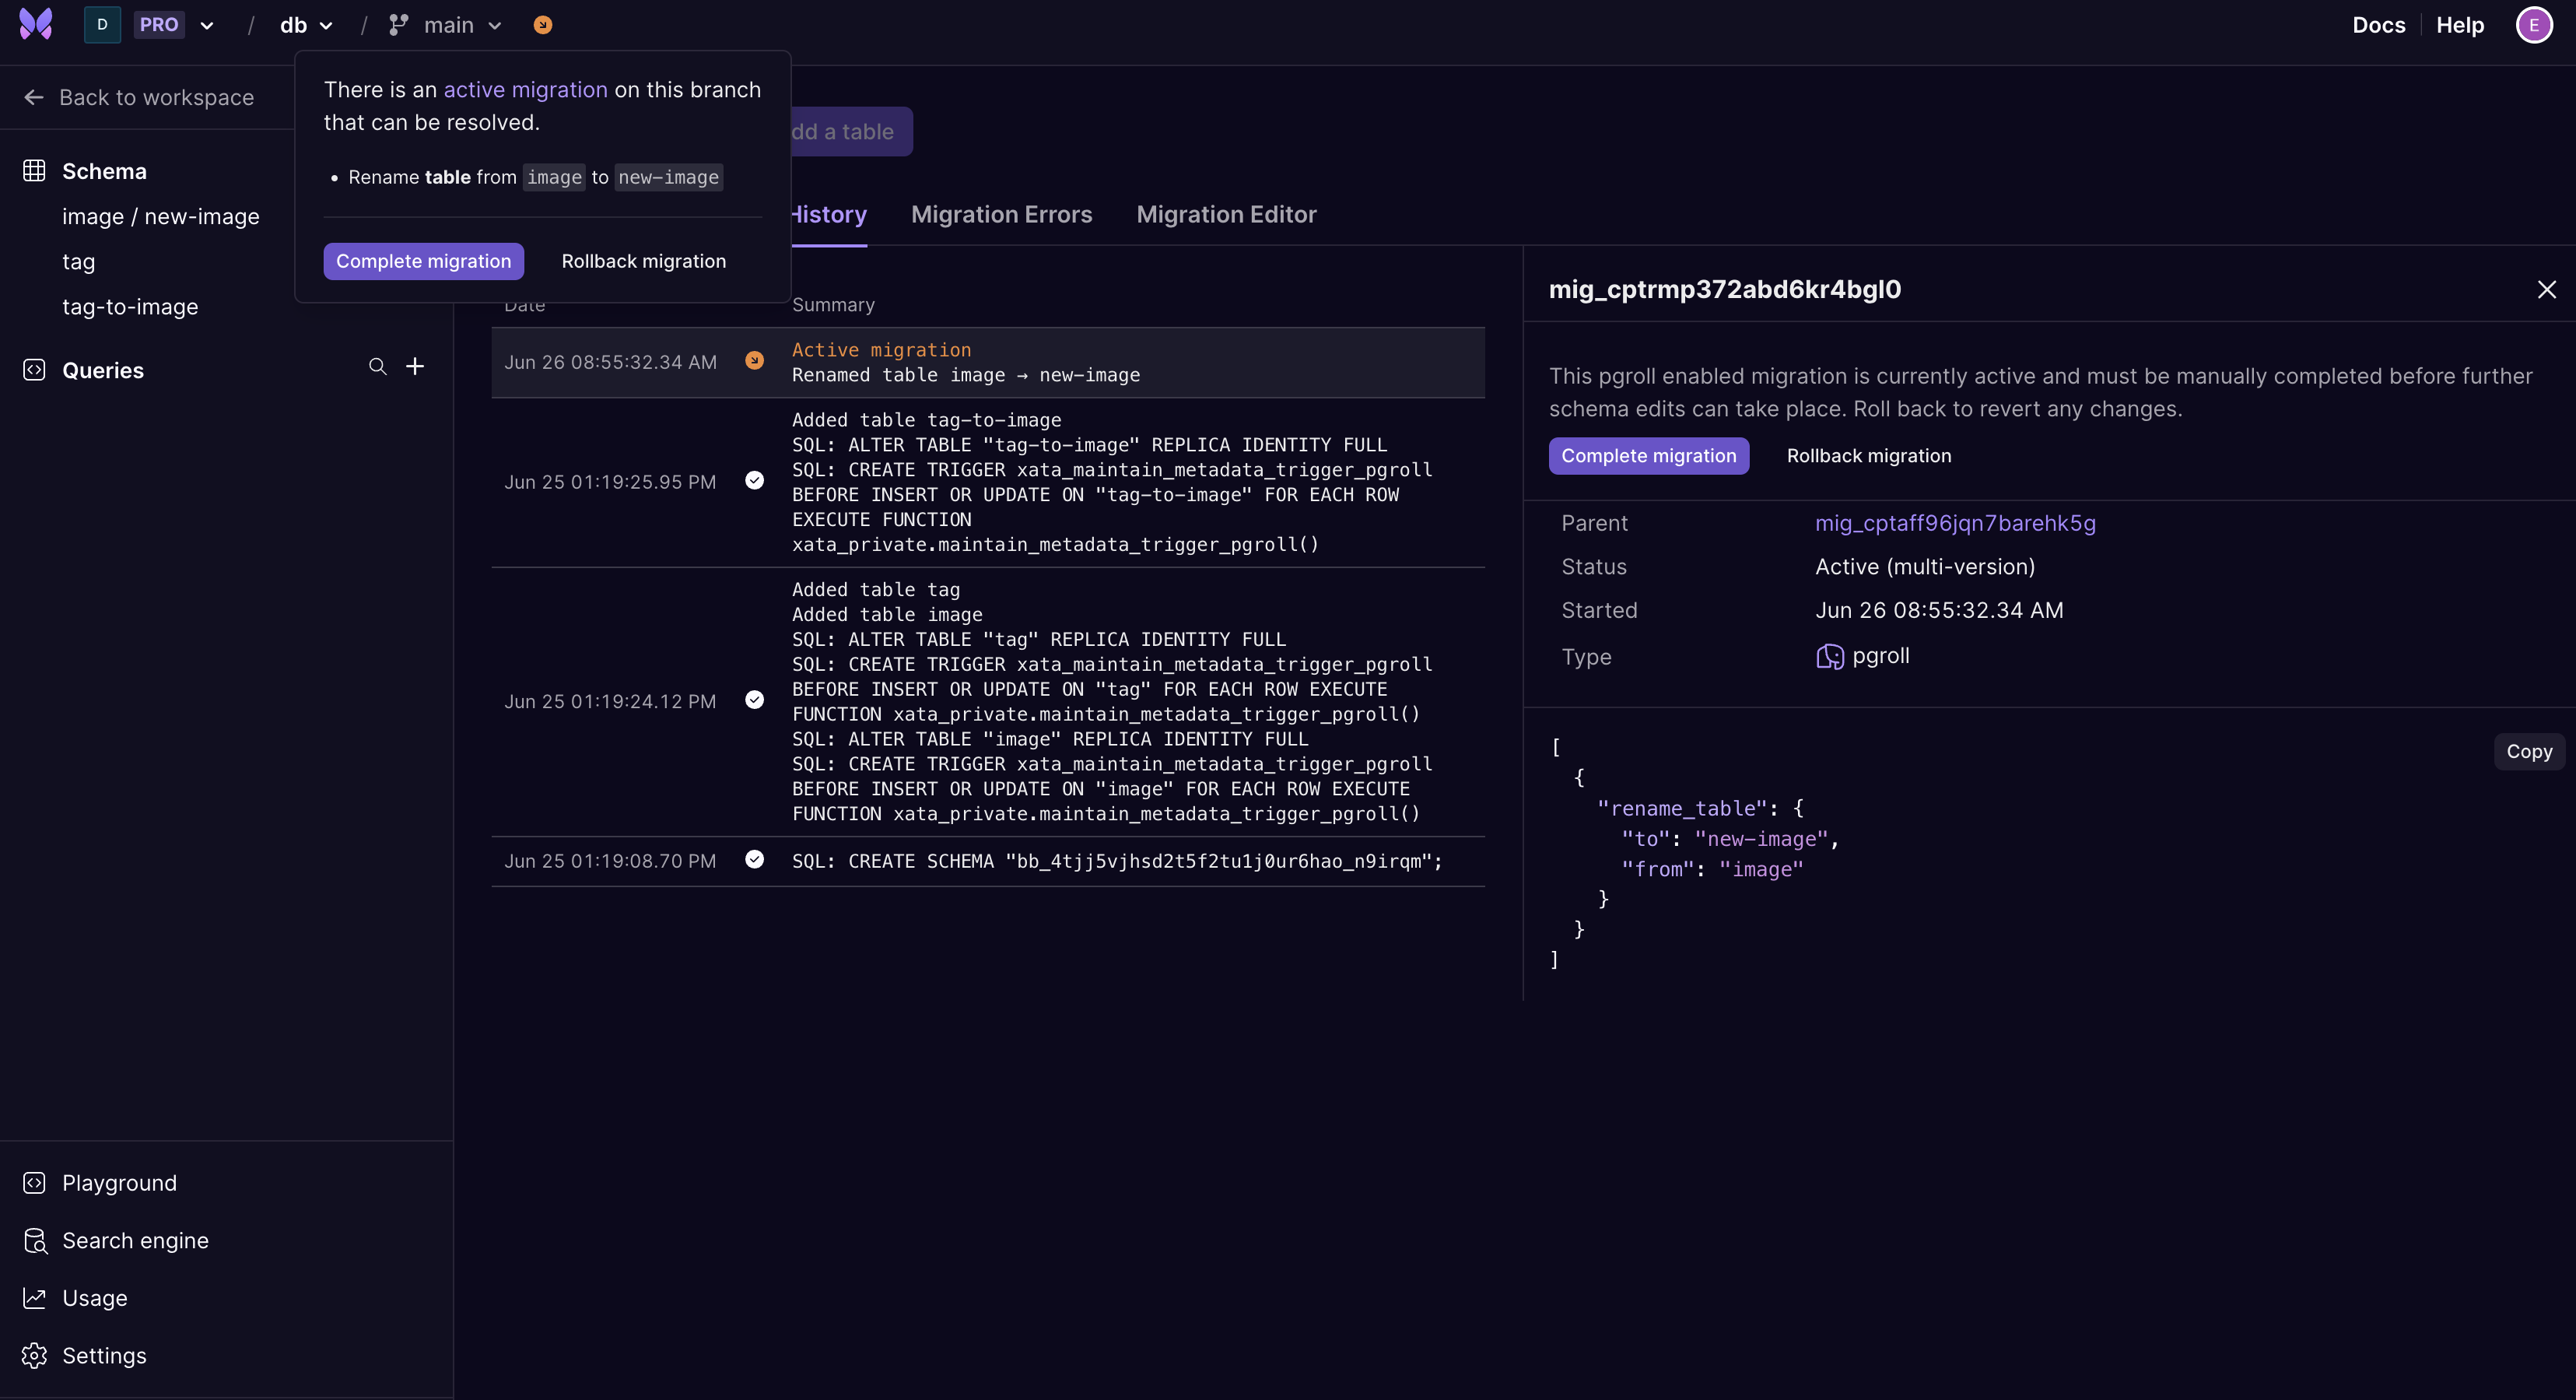 D PRO / db / main
Docs Help E
There is an active migration on this branch
that can be resolved.
• Rename table from image to new-image
Complete migration Rollback migration
Back to workspace
Schema
image / new-image
tag
tag-to-image
Queries
dd a table
History Migration Errors Migration Editor
Date Summary
Jun 26 08:55:32.34 AM
Active migration
Renamed table image → new-image
Jun 25 01:19:25.95 PM
Added table tag-to-image
SQL: ALTER TABLE "tag-to-image" REPLICA IDENTITY FULL
SQL: CREATE TRIGGER xata_maintain_metadata_trigger_pgroll
BEFORE INSERT OR UPDATE ON "tag-to-image" FOR EACH ROW
EXECUTE FUNCTION
xata_private.maintain_metadata_trigger_pgroll()
Jun 25 01:19:24.12 PM
Added table tag
Added table image
SQL: ALTER TABLE "tag" REPLICA IDENTITY FULL
SQL: CREATE TRIGGER xata_maintain_metadata_trigger_pgroll
BEFORE INSERT OR UPDATE ON "tag" FOR EACH ROW EXECUTE
FUNCTION xata_private.maintain_metadata_trigger_pgroll()
SQL: ALTER TABLE "image" REPLICA IDENTITY FULL
SQL: CREATE TRIGGER xata_maintain_metadata_trigger_pgroll
BEFORE INSERT OR UPDATE ON "image" FOR EACH ROW EXECUTE
FUNCTION xata_private.maintain_metadata_trigger_pgroll()
Jun 25 01:19:08.70 PM
SQL: CREATE SCHEMA "bb_4tjj5vjhsd2t5f2tu1j0ur6hao_n9irqm";
mig_cptrmp372abd6kr4bgl0
This pgroll enabled migration is currently active and must be manually completed before further
schema edits can take place. Roll back to revert any changes.
Complete migration Rollback migration
Parent mig_cptaff96jqn7barehk5g
Status Active (multi-version)
Started Jun 26 08:55:32.34 AM
Type pgroll
Copy
[
{
"rename_table": {
"to": "new-image",
"from": "image"
}
}
]
Playground
Search engine
Usage
Settings